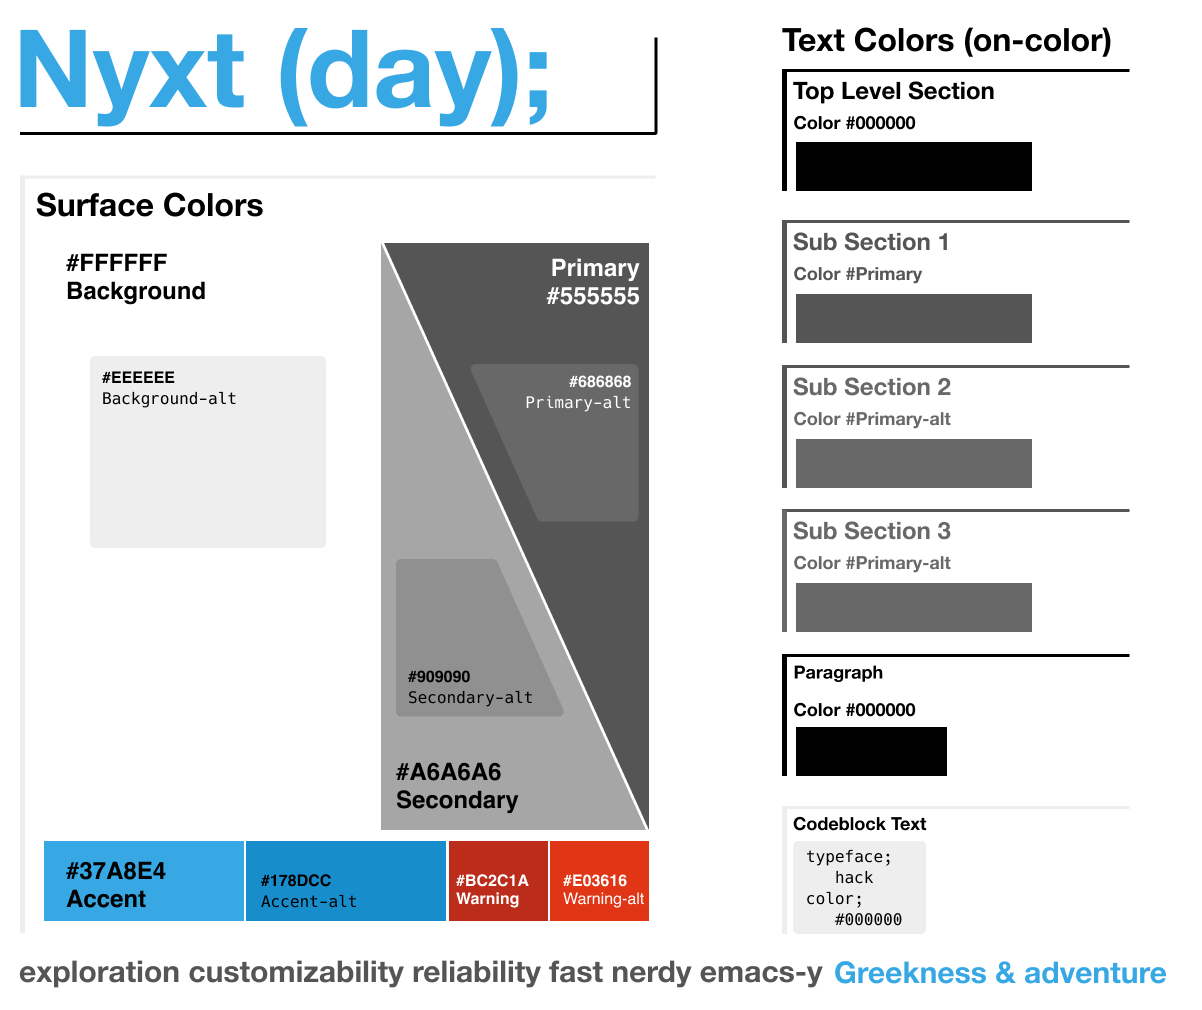 Nyxt (day);
Surface Colors
#FFFFFF
Background
#EEEEEE
Background-alt
Primary
#555555
#686868
Primary-alt
#909090
Secondary-alt
#A6A6A6
Secondary
#37A8E4
Accent
#178DCC
Accent-alt
#BC2C1A
Warning
#E03616
Warning-alt
Text Colors (on-color)
Top Level Section
Color #000000
Sub Section 1
Color #Primary
Sub Section 2
Color #Primary-alt
Sub Section 3
Color #Primary-alt
Paragraph
Color #000000
Codeblock Text
typeface;
hack
color;
#000000
exploration customizability reliability fast nerdy emacs-y Greekness & adventure